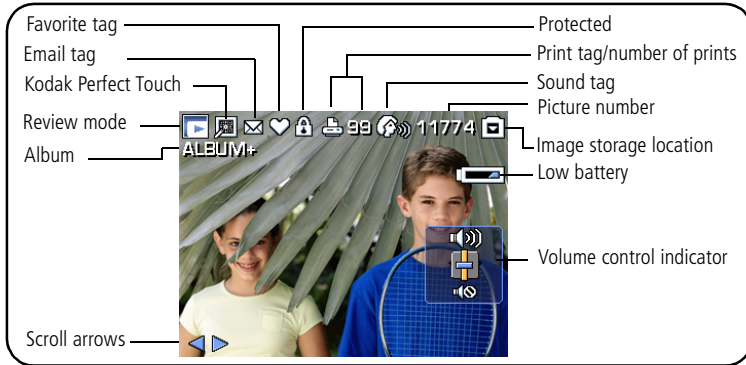 Favorite tag
Email tag
Kodak Perfect Touch
Review mode
Album
Scroll arrows
Protected
Print tag/number of prints
Sound tag
Picture number
Image storage location
Low battery
Volume control indicator
99 11774
ALBUM+